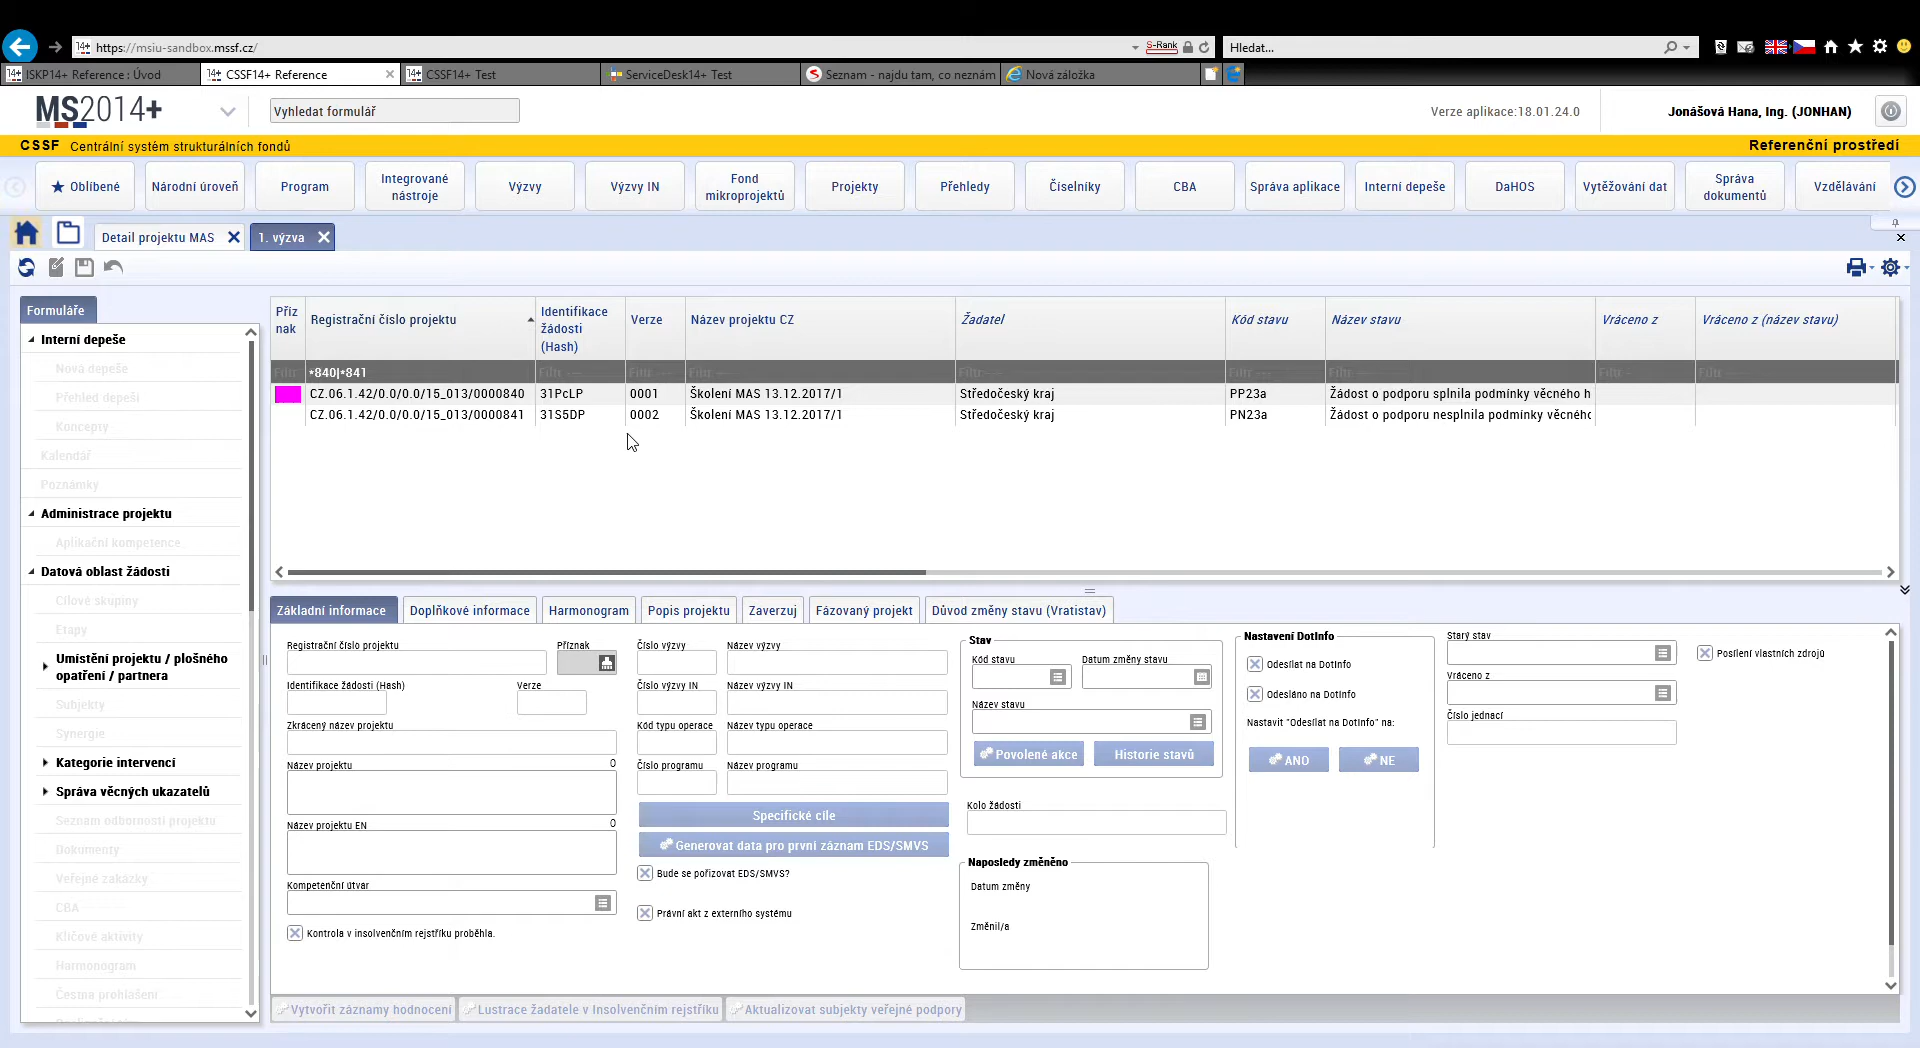 https://msiu-sandbox.mssf.cz/
S-Rank
Hledat...
ISKP14+ Reference : Úvod
CSSF14+ Reference
CSSF14+ Test
ServiceDesk14+ Test
Seznam - najdu tam, co neznám
Nová záložka
MS2014+
Vyhledat formulář
Verze aplikace:18.01.24.0
Jonášová Hana, Ing. (JONHAN)
CSSF Centrální systém strukturálních fondů
Referenční prostředí
Oblíbené
Národní úroveň
Program
Integrované nástroje
Výzvy
Výzvy IN
Fond mikroprojektů
Projekty
Přehledy
Číselníky
CBA
Správa aplikace
Interní depeše
DaHOS
Vytěžování dat
Správa dokumentů
Vzdělávání
Detail projektu MAS
1. výzva
Formuláře
Interní depeše
Nová depeše
Přehled depeší
Koncepty
Kalendář
Poznámky
Administrace projektu
Aplikační kompetence
Datová oblast žádosti
Cílové skupiny
Etapy
Umístění projektu / plošného
opatření / partnera
Subjekty
Synergie
Kategorie intervencí
Správa věcných ukazatelů
Seznam odborností projektu
Dokumenty
Veřejné zakázky
CBA
Klíčové aktivity
Harmonogram
Čestná prohlášení
Příz
nak
Registrační číslo projektu
Identifikace
žádosti
(Hash)
Verze
Název projektu CZ
Žadatel
Kód stavu
Název stavu
Vráceno z
Vráceno z (název stavu)
*840|*841
CZ.06.1.42/0.0/0.0/15_013/0000840 31PcLP 0001 Školení MAS 13.12.2017/1 Středočeský kraj PP23a Žádost o podporu splnila podmínky věcného h
CZ.06.1.42/0.0/0.0/15_013/0000841 31S5DP 0002 Školení MAS 13.12.2017/1 Středočeský kraj PN23a Žádost o podporu nesplnila podmínky věcného
Základní informace
Doplňkové informace
Harmonogram
Popis projektu
Zaverzuj
Fázovaný projekt
Důvod změny stavu (Vratistav)
Registrační číslo projektu
Příznak
Identifikace žádosti (Hash)
Verze
Zkrácený název projektu
Název projektu 0
Název projektu EN 0
Kompetenční útvar
Kontrola v insolvenčním rejstříku proběhla.
Číslo výzvy
Název výzvy
Číslo výzvy IN
Název výzvy IN
Kód typu operace
Název typu operace
Číslo programu
Název programu
Specifické cíle
Generovat data pro první záznam EDS/SMVS
Bude se pořizovat EDS/SMVS?
Právní akt z externího systému
Stav
Kód stavu
Datum změny stavu
Název stavu
Povolené akce
Historie stavů
Kolo žádosti
Naposledy změněno
Datum změny
Změnil/a
Nastavení DotInfo
Odesílat na DotInfo
Odesláno na DotInfo
Nastavit "Odesílat na DotInfo" na:
ANO
NE
Starý stav
Vráceno z
Číslo jednací
Posílení vlastních zdrojů
Vytvořit záznamy hodnocení
Lustrace žadatele v Insolvenčním rejstříku
Aktualizovat subjekty veřejné podpory